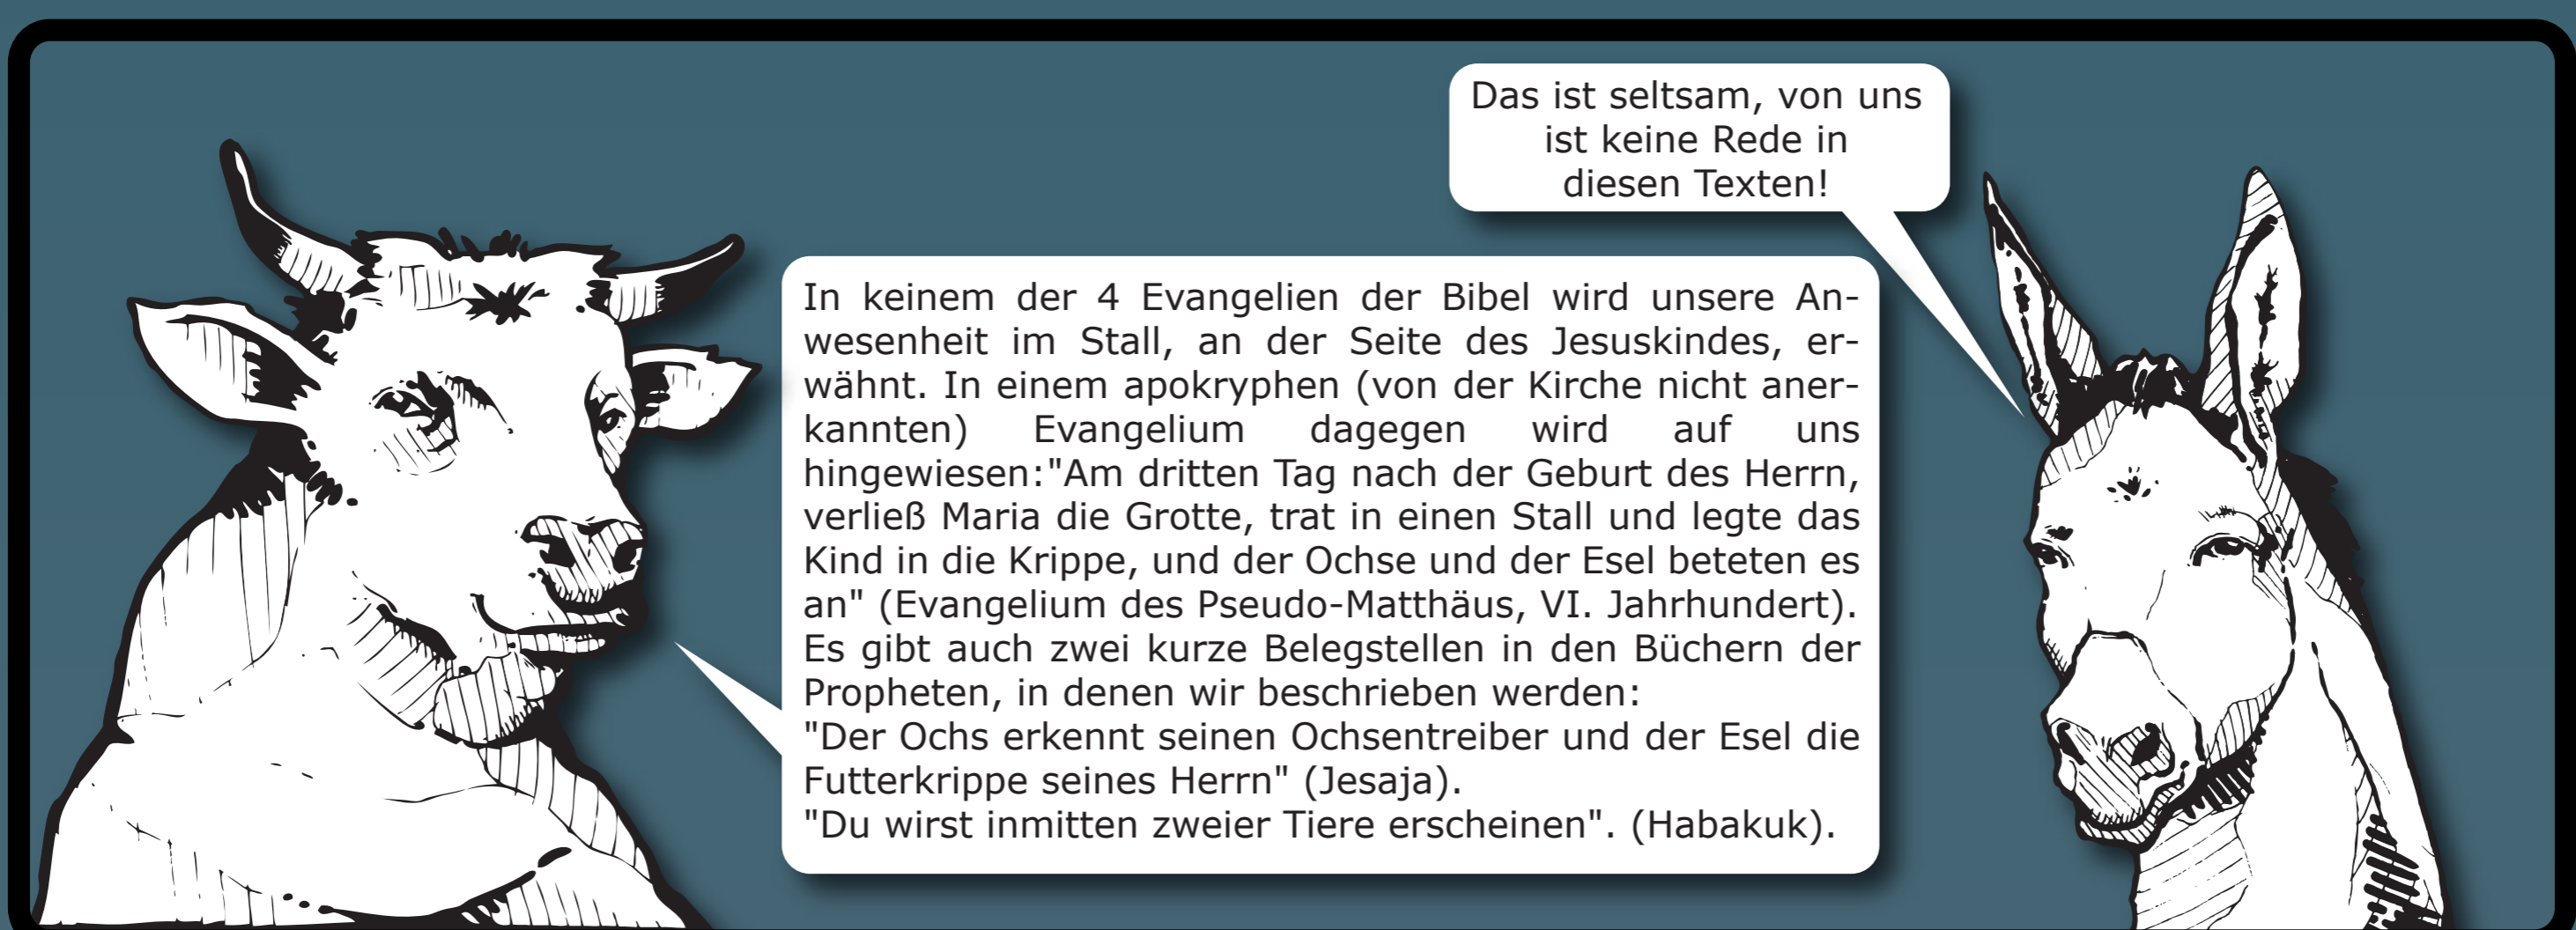 Das ist seltsam, von uns
ist keine Rede in
diesen Texten!
In keinem der 4 Evangelien der Bibel wird unsere An-
wesenheit im Stall, an der Seite des Jesuskindes, er-
wähnt. In einem apokryphen (von der Kirche nicht aner-
kannten) Evangelium dagegen wird auf uns
hingewiesen:"Am dritten Tag nach der Geburt des Herrn,
verließ Maria die Grotte, trat in einen Stall und legte das
Kind in die Krippe, und der Ochse und der Esel beteten es
an" (Evangelium des Pseudo-Matthäus, VI. Jahrhundert).
Es gibt auch zwei kurze Belegstellen in den Büchern der
Propheten, in denen wir beschrieben werden:
"Der Ochs erkennt seinen Ochsentreiber und der Esel die
Futterkrippe seines Herrn" (Jesaja).
"Du wirst inmitten zweier Tiere erscheinen". (Habakuk).